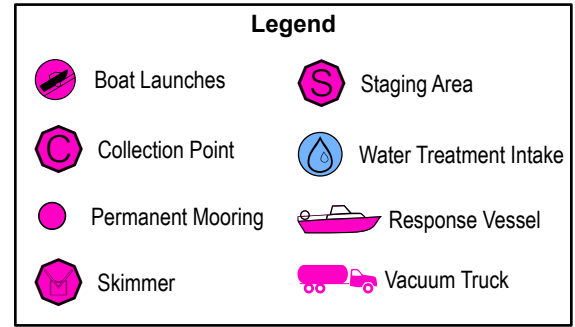 Legend
Boat Launches
S Staging Area
C Collection Point
Water Treatment Intake
Permanent Mooring
Response Vessel
Skimmer
Vacuum Truck